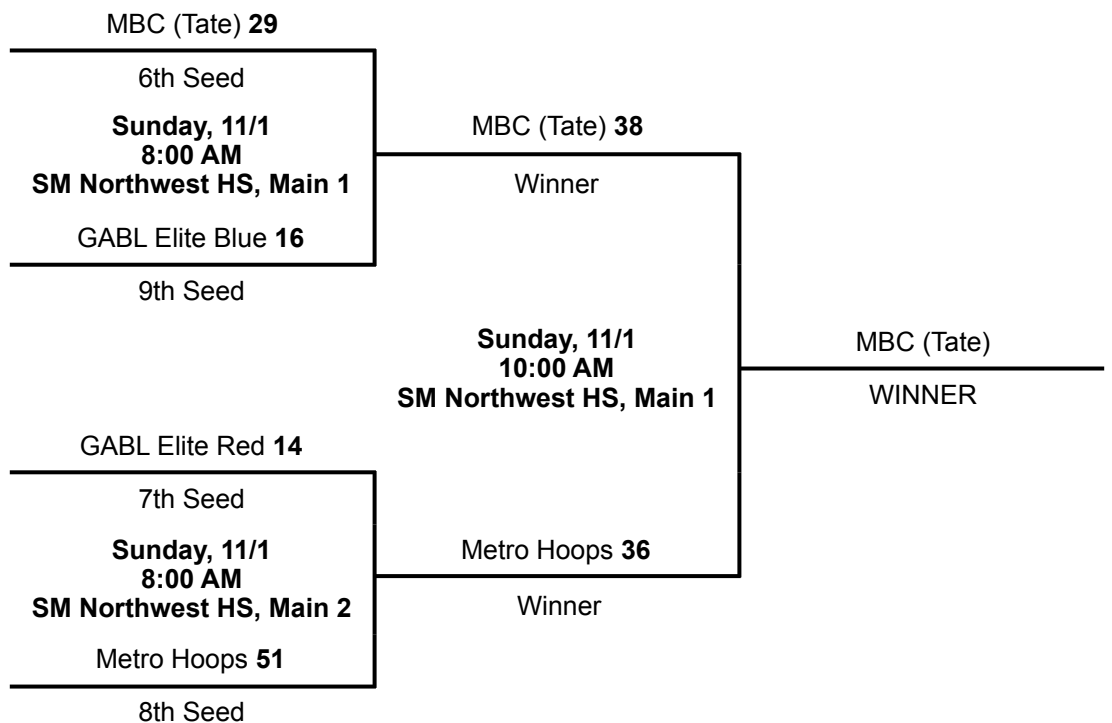 MBC (Tate) 29
6th Seed
Sunday, 11/1
8:00 AM
SM Northwest HS, Main 1
GABL Elite Blue 16
9th Seed
MBC (Tate) 38
Winner
Sunday, 11/1
10:00 AM
SM Northwest HS, Main 1
MBC (Tate)
WINNER
GABL Elite Red 14
7th Seed
Sunday, 11/1
8:00 AM
SM Northwest HS, Main 2
Metro Hoops 51
8th Seed
Metro Hoops 36
Winner